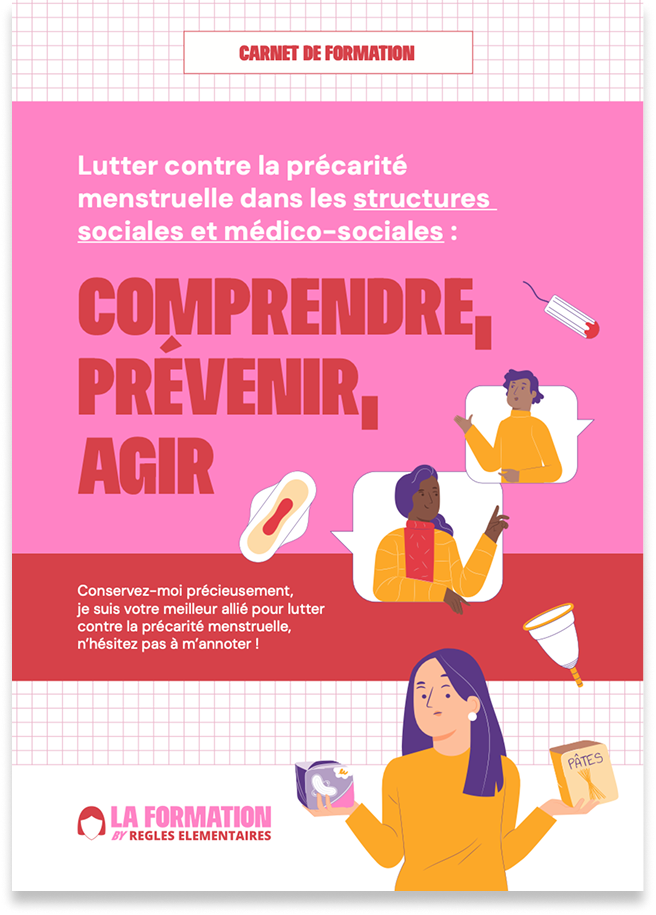 CARNET DE FORMATION
Lutter contre la précarité
menstruelle dans les structures
sociales et médico-sociales :
COMPRENDRE,
PRÉVENIR,
AGIR
Conservez-moi précieusement,
je suis votre meilleur allié pour lutter
contre la précarité menstruelle,
n'hésitez pas à m'annoter !
PÂTES
LA FORMATION
BY REGLES ELEMENTAIRES